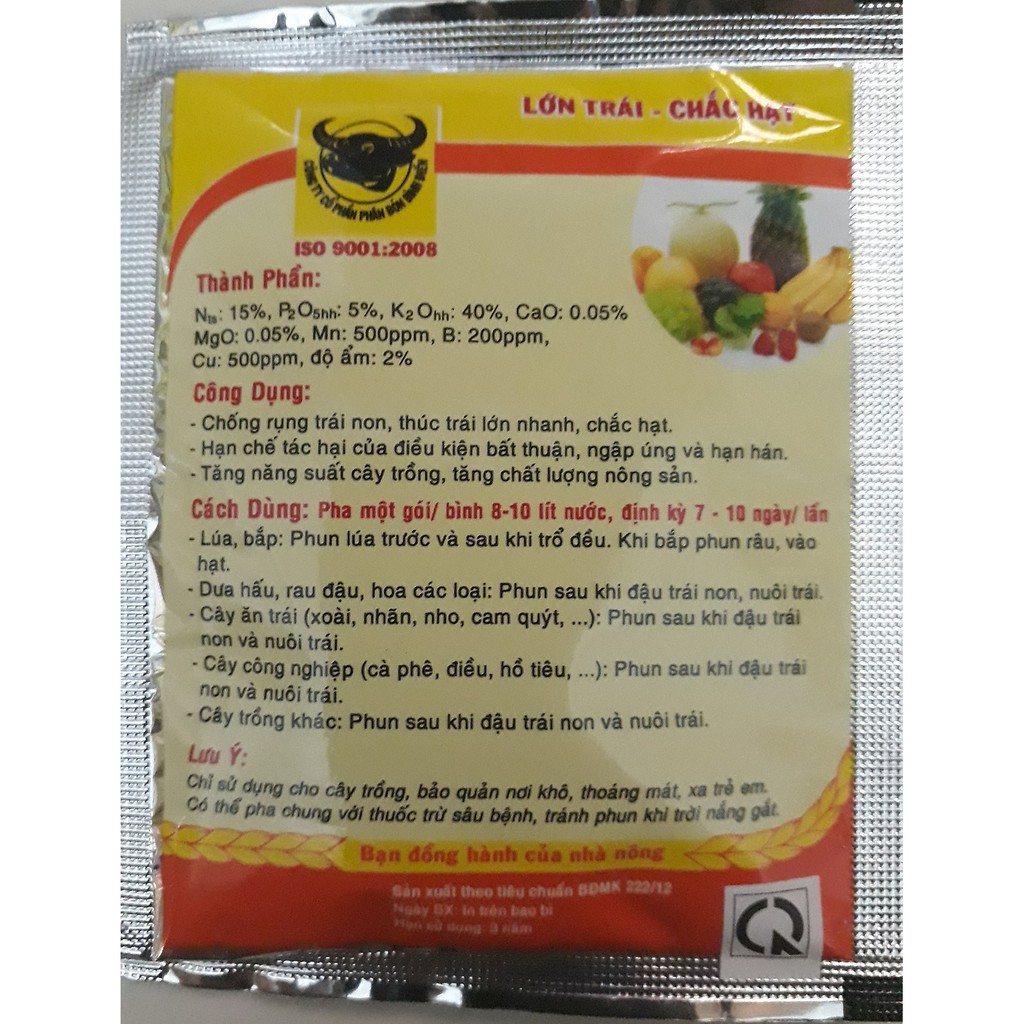 LỚN TRÁI - CHẮC HẠT
CÔNG TY CỔ PHẦN PHÂN BÓN
ISO 9001:2008
Thành Phần:
Nts: 15%, P2O5hh: 5%, K2Ohh: 40%, CaO: 0.05%
MgO: 0.05%, Mn: 500ppm, B: 200ppm,
Cu: 500ppm, độ ẩm: 2%
Công Dụng:
- Chống rụng trái non, thúc trái lớn nhanh, chắc hạt.
- Hạn chế tác hại của điều kiện bất thuận, ngập úng và hạn hán.
- Tăng năng suất cây trồng, tăng chất lượng nông sản.
Cách Dùng: Pha một gói/ bình 8-10 lít nước, định kỳ 7 - 10 ngày/ lần
- Lúa, bắp: Phun lúa trước và sau khi trổ đều. Khi bắp phun râu, vào
hạt.
- Dưa hấu, rau đậu, hoa các loại: Phun sau khi đậu trái non, nuôi trái.
- Cây ăn trái (xoài, nhãn, nho, cam quýt, ...): Phun sau khi đậu trái
non và nuôi trái.
- Cây công nghiệp (cà phê, điều, hồ tiêu, ...): Phun sau khi đậu trái
non và nuôi trái.
- Cây trồng khác: Phun sau khi đậu trái non và nuôi trái.
Lưu Ý:
Chỉ sử dụng cho cây trồng, bảo quản nơi khô, thoáng mát, xa trẻ em.
Có thể pha chung với thuốc trừ sâu bệnh, tránh phun khi trời nắng gắt.
Bạn đồng hành của nhà nông
Sản xuất theo tiêu chuẩn BDMK 222/12
Ngày SX: In trên bao bì
Hạn sử dụng: 3 năm